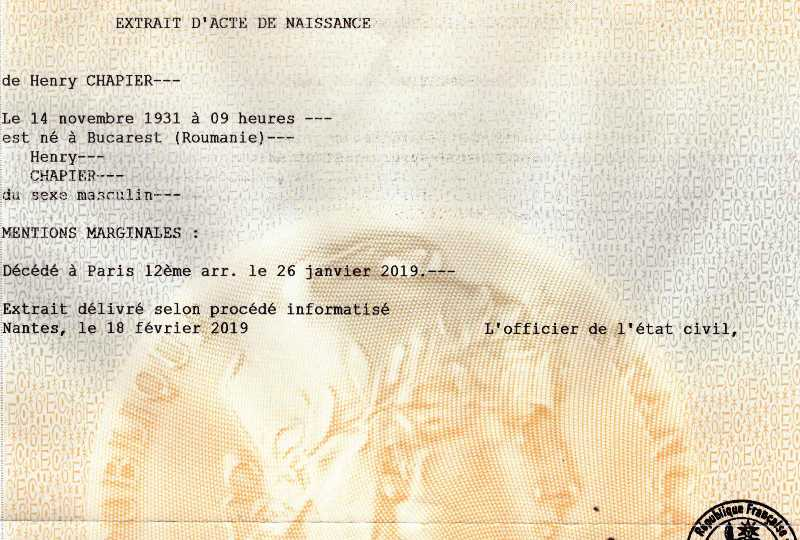 EXTRAIT D'ACTE DE NAISSANCE
de Henry CHAPIER---
Le 14 novembre 1931 à 09 heures ---
est né à Bucarest (Roumanie)---
Henry---
CHAPIER---
du sexe masculin---
MENTIONS MARGINALES :
Décédé à Paris 12ème arr. le 26 janvier 2019.---
Extrait délivré selon procédé informatisé
Nantes, le 18 février 2019
L'officier de l'état civil,
République Française